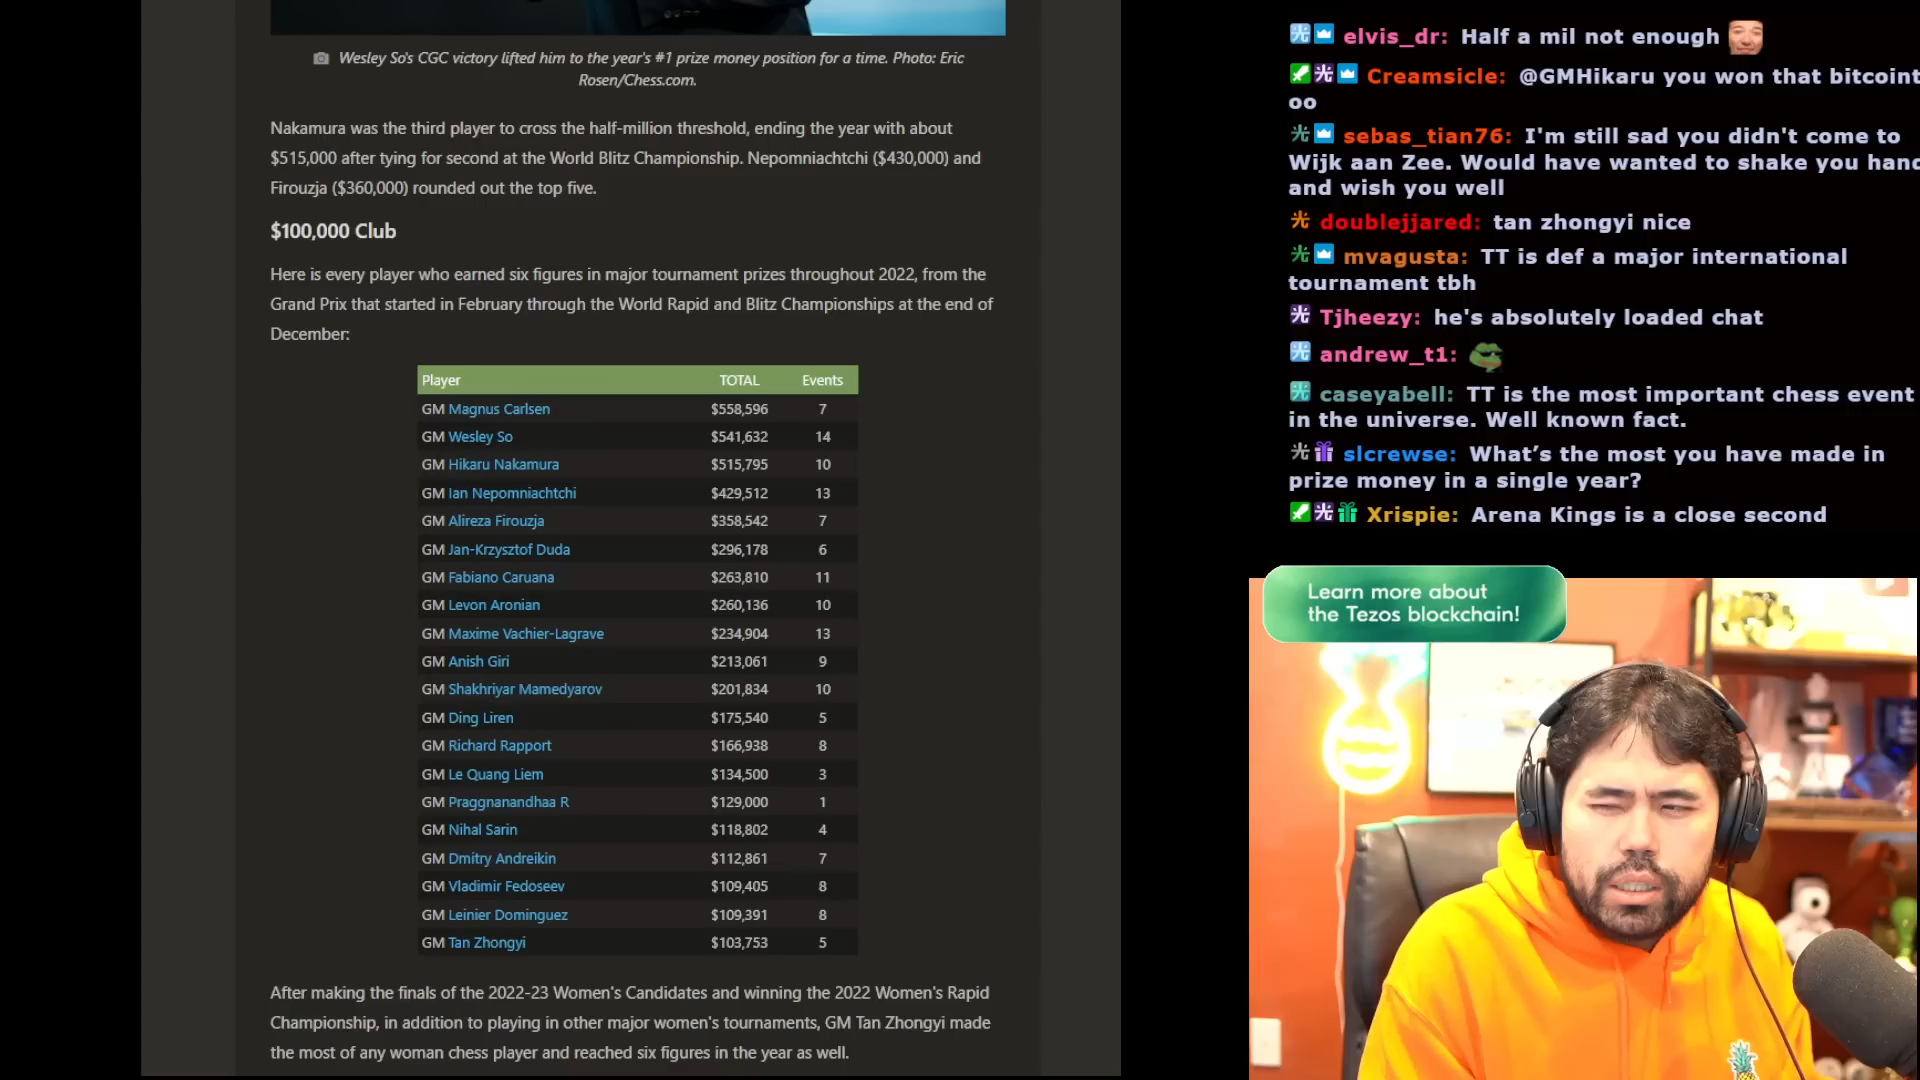 Wesley So's CGC victory lifted him to the year's #1 prize money position for a time. Photo: Eric
Rosen/Chess.com.
Nakamura was the third player to cross the half-million threshold, ending the year with about
$515,000 after tying for second at the World Blitz Championship. Nepomniachtchi ($430,000) and
Firouzja ($360,000) rounded out the top five.
$100,000 Club
Here is every player who earned six figures in major tournament prizes throughout 2022, from the
Grand Prix that started in February through the World Rapid and Blitz Championships at the end of
December:
Player TOTAL Events
GM Magnus Carlsen $558,596 7
GM Wesley So $541,632 14
GM Hikaru Nakamura $515,795 10
GM Ian Nepomniachtchi $429,512 13
GM Alireza Firouzja $358,542 7
GM Jan-Krzysztof Duda $296,178 6
GM Fabiano Caruana $263,810 11
GM Levon Aronian $260,136 10
GM Maxime Vachier-Lagrave $234,904 13
GM Anish Giri $213,061 9
GM Shakhriyar Mamedyarov $201,834 10
GM Ding Liren $175,540 5
GM Richard Rapport $166,938 8
GM Le Quang Liem $134,500 3
GM Praggnanandhaa R $129,000 1
GM Nihal Sarin $118,802 4
GM Dmitry Andreikin $112,861 7
GM Vladimir Fedoseev $109,405 8
GM Leinier Dominguez $109,391 8
GM Tan Zhongyi $103,753 5
After making the finals of the 2022-23 Women's Candidates and winning the 2022 Women's Rapid
Championship, in addition to playing in other major women's tournaments, GM Tan Zhongyi made
the most of any woman chess player and reached six figures in the year as well.
光 elvis_dr: Half a mil not enough
光 Creamsicle: @GMHikaru you won that bitcoint
oo
光 sebas_tian76: I'm still sad you didn't come to
Wijk aan Zee. Would have wanted to shake you hand
and wish you well
光 doublejjared: tan zhongyi nice
光 mvagusta: TT is def a major international
tournament tbh
光 Tjheezy: he's absolutely loaded chat
光 andrew_t1:
光 caseyabell: TT is the most important chess event
in the universe. Well known fact.
光 slcrewse: What's the most you have made in
prize money in a single year?
光 Xrispie: Arena Kings is a close second
Learn more about
the Tezos blockchain!